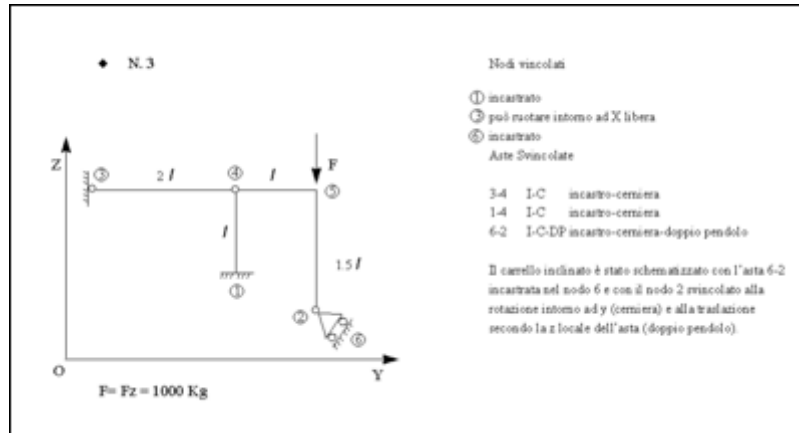 N. 3
Z
③
2 l
④
l
F
⑤
l
①
1.5 l
②
⑥
O
Y
F= Fz = 1000 Kg
Nodi vincolati
① incastrato
③ può ruotare intorno ad X libera
⑥ incastrato
Aste Svincolate
3-4 I-C incastro-cerniera
1-4 I-C incastro-cerniera
6-2 I-C-DP incastro-cerniera-doppio pendolo
Il carrello inclinato è stato schematizzato con l'asta 6-2
incastrata nel nodo 6 e con il nodo 2 svincolato alla
rotazione intorno ad y (cerniera) e alla traslazione
secondo la z locale dell'asta (doppio pendolo).